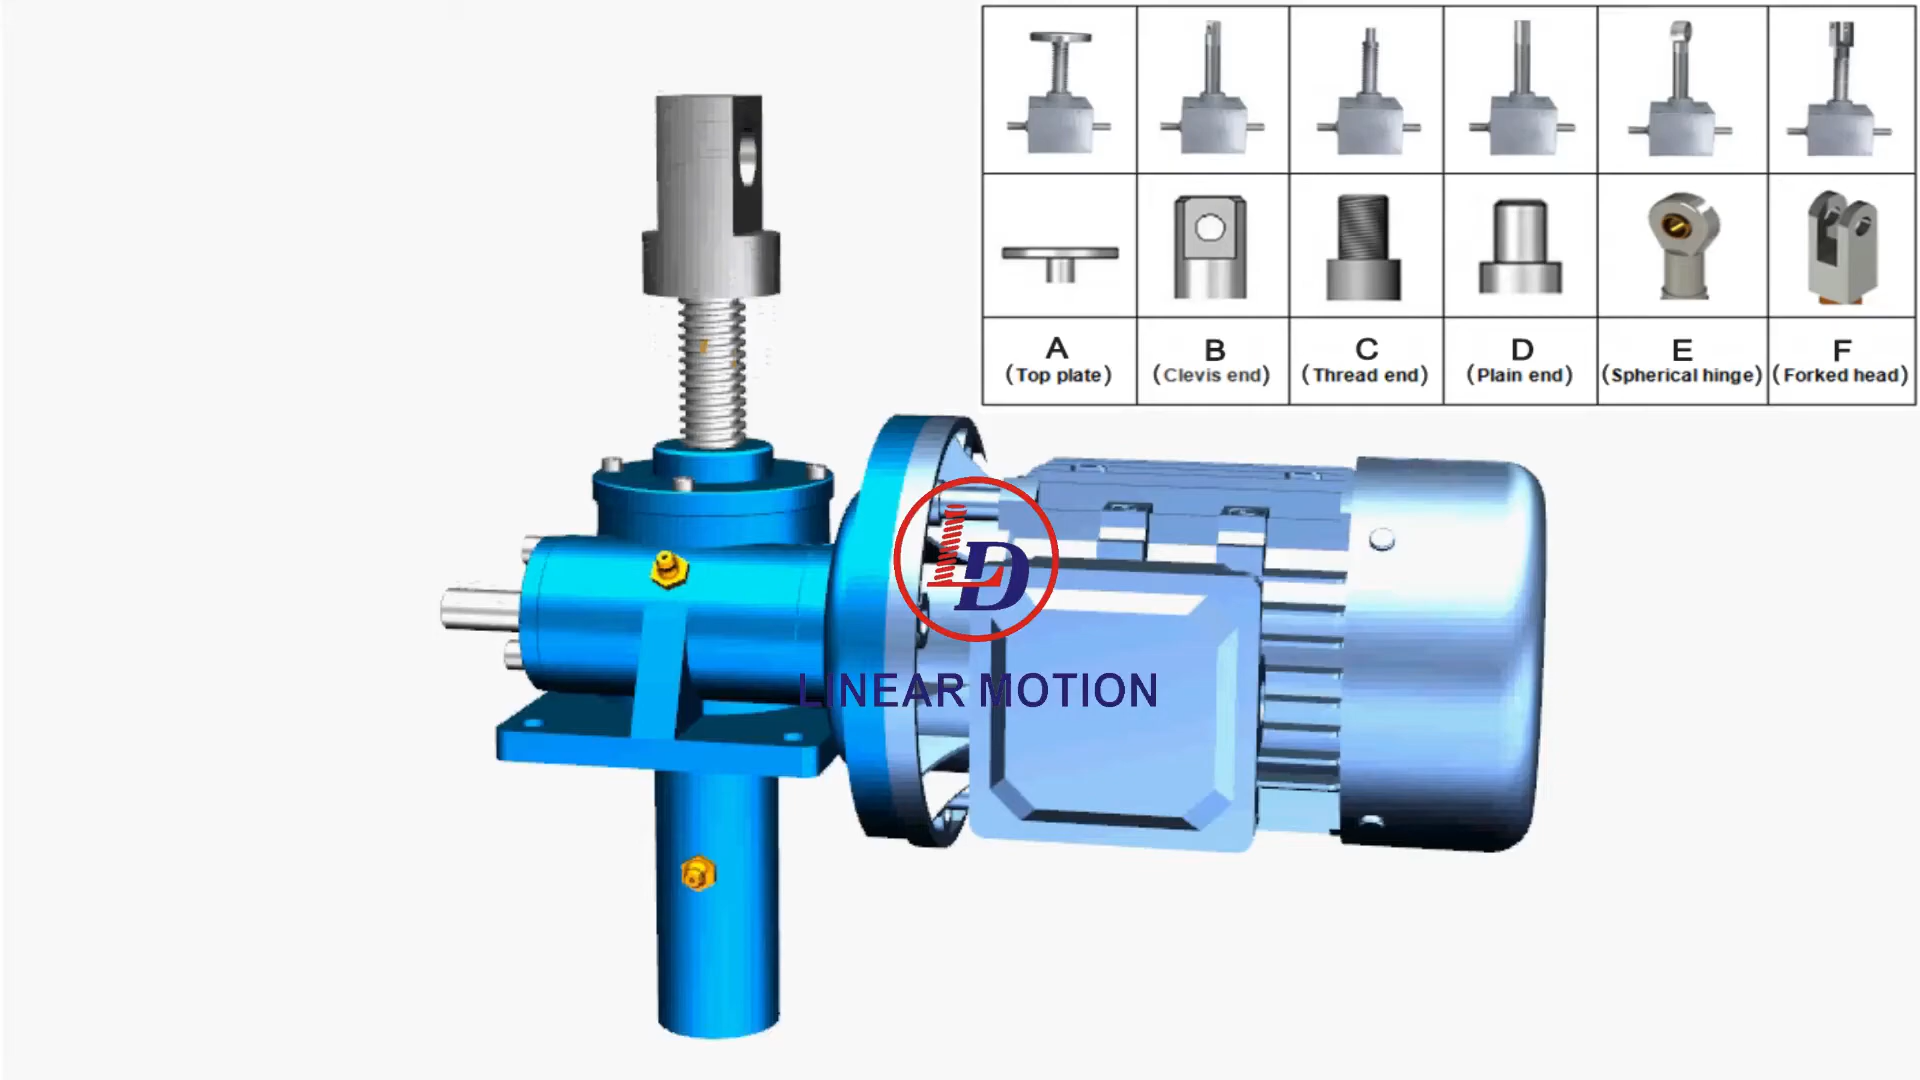 A
(Top plate)
B
(Clevis end)
C
(Thread end)
D
(Plain end)
E
(Spherical hinge)
F
(Forked head)
LD
LINEAR MOTION